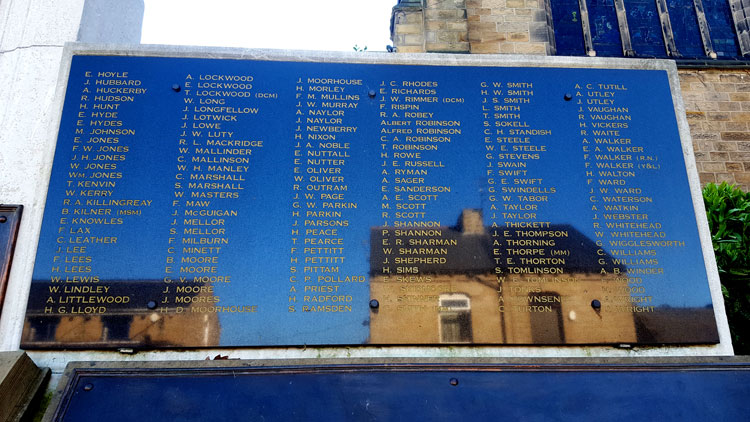 E. HOYLE
J. HUBBARD
A. HUCKERBY
R. HUDSON
H. HUNT
E. HYDE
E. HYDES
M. JOHNSON
E. JONES
F. W. JONES
J. H. JONES
W. JONES
WM. JONES
T. KENVIN
W. KERRY
R. A. KILLINGREAY
B. KILNER (MSM)
E. KNOWLES
F. LAX
C. LEATHER
J. LEE
F. LEES
H. LEES
W. LEWIS
W. LINDLEY
A. LITTLEWOOD
H. G. LLOYD
A. LOCKWOOD
E. LOCKWOOD
T. LOCKWOOD (DCM)
W. LONG
J. LONGFELLOW
J. LOTWICK
J. LOWE
J. W. LUTY
R. L. MACKRIDGE
W. MALLINDER
C. MALLINSON
W. H. MANLEY
C. MARSHALL
S. MARSHALL
W. MASTERS
F. MAW
J. McGUIGAN
J. MELLOR
S. MELLOR
F. MILBURN
C. MINETT
B. MOORE
E. MOORE
G. V. MOORE
J. MOORE
J. MOORES
H. D. MOORHOUSE
J. MOORHOUSE
H. MORLEY
F. M. MULLINS
J. W. MURRAY
A. NAYLOR
J. NAYLOR
J. NEWBERRY
H. NIXON
J. A. NOBLE
E. NUTTALL
E. NUTTER
E. OLIVER
W. OLIVER
R. OUTRAM
J. W. PAGE
G. W. PARKIN
H. PARKIN
J. PARSONS
H. PEACE
T. PEARCE
F. PETTITT
H. PETTITT
S. PITTAM
C. P. POLLARD
A. PRIEST
H. RADFORD
S. RAMSDEN
J. C. RHODES
E. RICHARDS
J. W. RIMMER (DCM)
F. RISPIN
R. A. ROBEY
ALBERT ROBINSON
ALFRED ROBINSON
C. A. ROBINSON
T. ROBINSON
H. ROWE
J. E. RUSSELL
A. RYMAN
A. SAGER
E. SANDERSON
A. E. SCOTT
M. SCOTT
R. SCOTT
J. SHANNON
P. SHANNON
E. R. SHARMAN
W. SHARMAN
J. SHEPHERD
H. SIMS
E. SKEWS
G. W. SMITH
H. W. SMITH
J. S. SMITH
L. SMITH
T. SMITH
S. SOKELL
C. H. STANDISH
E. STEELE
W. E. STEELE
G. STEVENS
J. SWAIN
F. SWIFT
G. E. SWIFT
G. SWINDELLS
G. W. TABOR
A. TAYLOR
J. TAYLOR
A. THICKETT
J. E. THOMPSON
A. THORNING
E. THORPE (MM)
T. E. THORTON
S. TOMLINSON
TOMLINSON
TOWNSEND
C. TURTON
A. C. TUTILL
A. UTLEY
J. UTLEY
J. VAUGHAN
R. VAUGHAN
H. VICKERS
R. WAITE
A. WALKER
E. A. WALKER
F. WALKER (R.N.)
F. WALKER (Y&L)
H. WALTON
F. WARD
J. W. WARD
C. WATERSON
A. WATKIN
J. WEBSTER
R. WHITEHEAD
W. WHITEHEAD
G. WIGGLESWORTH
C. WILLIAMS
G. WILLIAMS
A. B. WINDER
WOOD
WRIGHT
WRIGHT